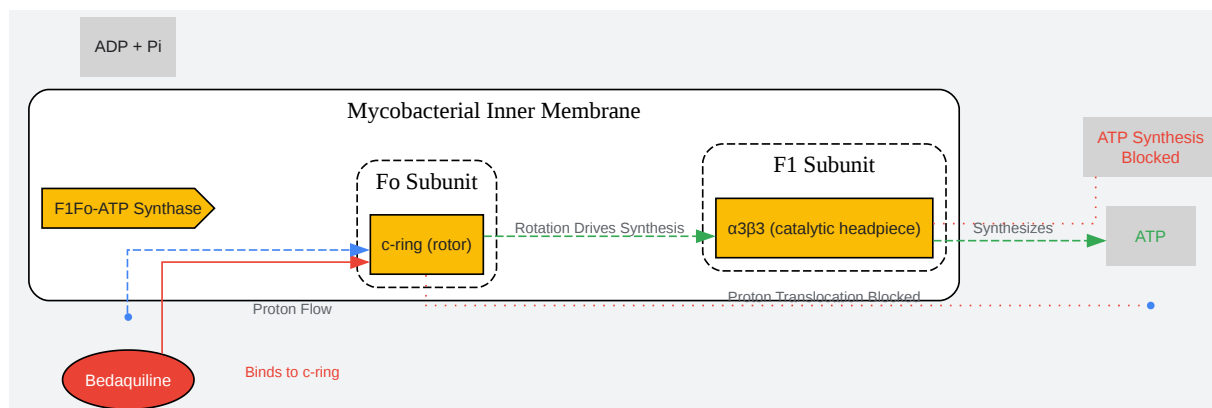 ADP + Pi
Mycobacterial Inner Membrane
ATP Synthesis
Blocked
F1 Subunit
Fo Subunit
F1Fo-ATP Synthase
c-ring (rotor)
Rotation Drives Synthesis
α3β3 (catalytic headpiece)
Synthesizes
ATP
Proton Translocation Blocked
Proton Flow
Bedaquiline
Binds to c-ring